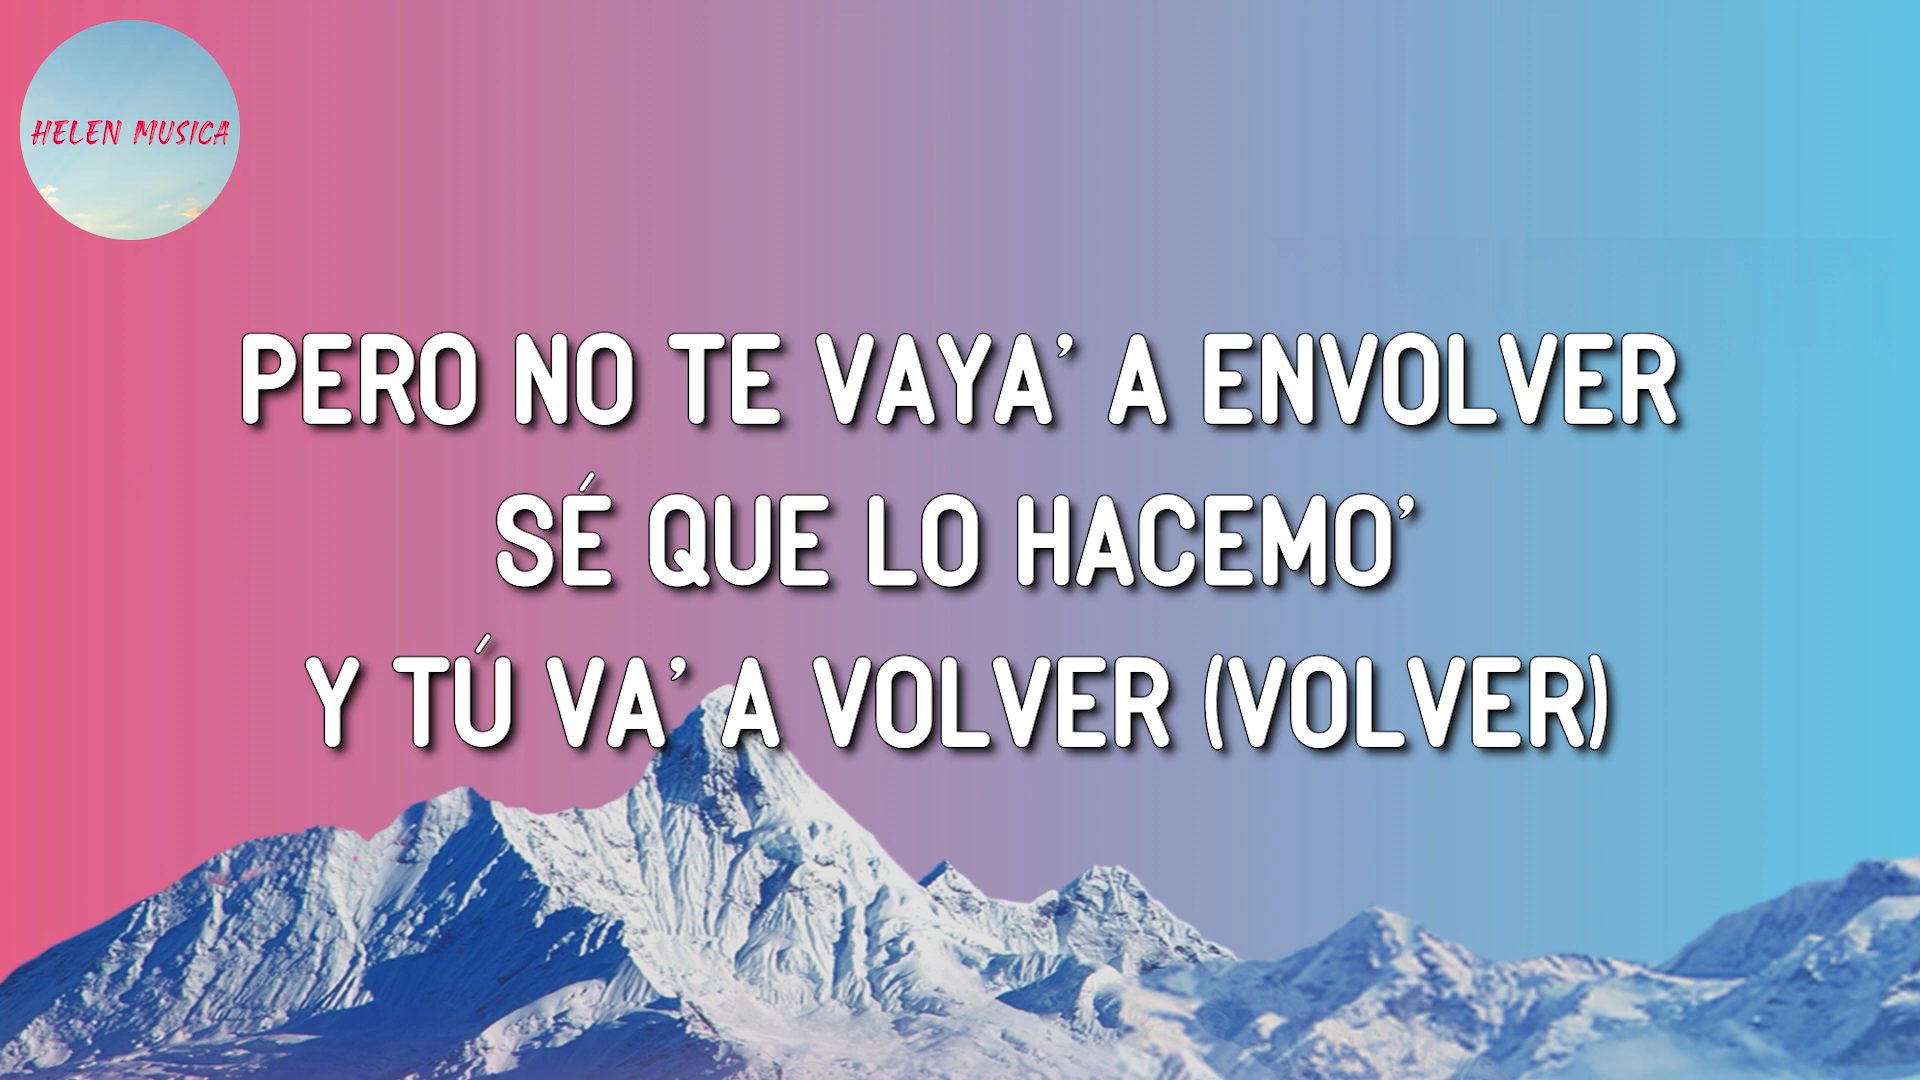 HELEN MUSICA
PERO NO TE VAYA' A ENVOLVER
SÉ QUE LO HACEMO'
Y TÚ VA' A VOLVER (VOLVER)